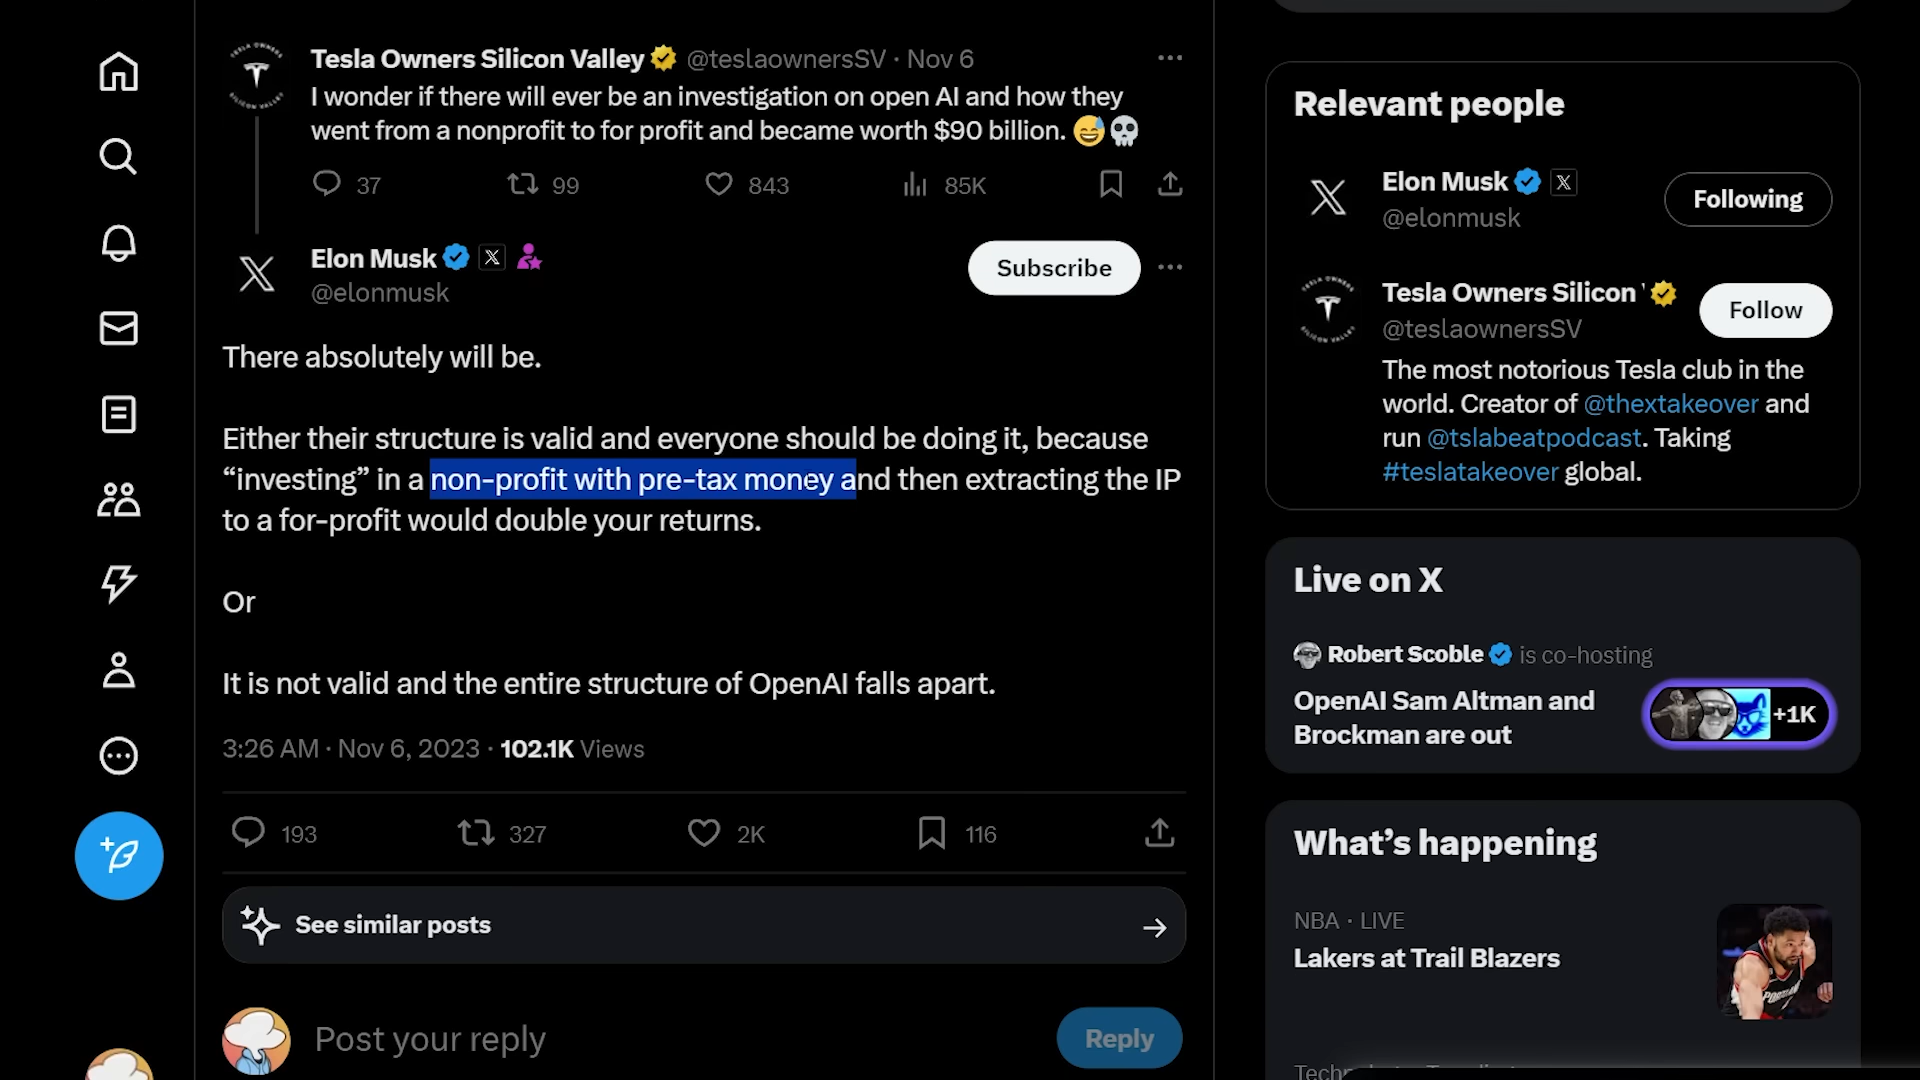 Tesla Owners Silicon Valley @teslaownersSV · Nov 6
I wonder if there will ever be an investigation on open AI and how they
went from a nonprofit to for profit and became worth $90 billion. 😅💀
37 99 843 85K
Elon Musk
@elonmusk
Subscribe
There absolutely will be.
Either their structure is valid and everyone should be doing it, because
“investing” in a non-profit with pre-tax money and then extracting the IP
to a for-profit would double your returns.
Or
It is not valid and the entire structure of OpenAI falls apart.
3:26 AM · Nov 6, 2023 · 102.1K Views
193 327 2K 116
See similar posts
Post your reply
Reply
Relevant people
Elon Musk
@elonmusk
Following
Tesla Owners Silicon
@teslaownersSV
Follow
The most notorious Tesla club in the
world. Creator of @thextakeover and
run @tslabeatpodcast. Taking
#teslatakeover global.
Live on X
Robert Scoble is co-hosting
OpenAI Sam Altman and
Brockman are out
+1K
What’s happening
NBA · LIVE
Lakers at Trail Blazers